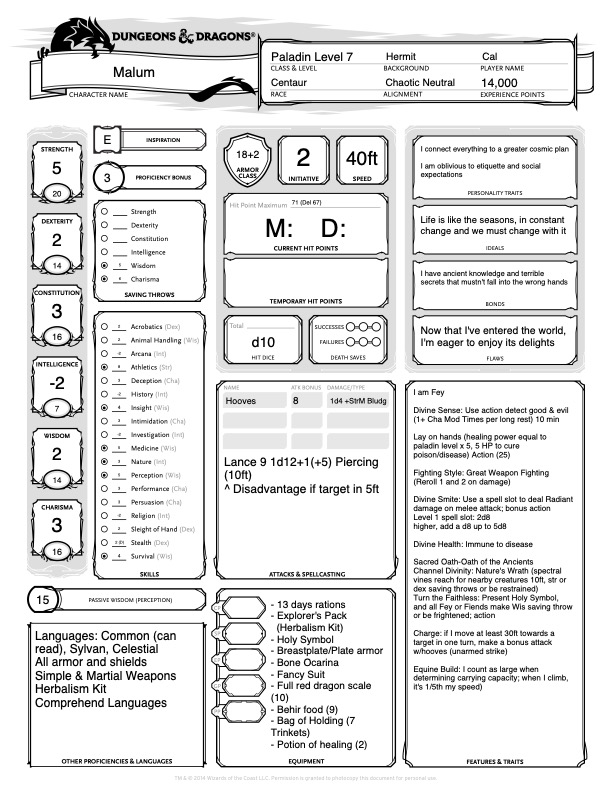 DUNGEONS & DRAGONS®
Malum
CHARACTER NAME
Paladin Level 7
Hermit
Cal
CLASS & LEVEL
BACKGROUND
PLAYER NAME
Centaur
Chaotic Neutral
14,000
RACE
ALIGNMENT
EXPERIENCE POINTS
STRENGTH
5
20
DEXTERITY
2
14
CONSTITUTION
3
16
INTELLIGENCE
-2
7
WISDOM
2
14
CHARISMA
3
16
E
INSPIRATION
3
PROFICIENCY BONUS
Strength
Dexterity
Constitution
Intelligence
5 Wisdom
6 Charisma
SAVING THROWS
2 Acrobatics (Dex)
2 Animal Handling (Wis)
-2 Arcana (Int)
8 Athletics (Str)
3 Deception (Cha)
-2 History (Int)
Insight (Wis)
3 Intimidation (Cha)
-2 Investigation (Int)
5 Medicine (Wis)
Nature (Int)
5 Perception (Wis)
3 Performance (Cha)
3 Persuasion (Cha)
-2 Religion (Int)
2 Sleight of Hand (Dex)
2 (D) Stealth (Dex)
Survival (Wis)
SKILLS
15
PASSIVE WISDOM (PERCEPTION)
Languages: Common (can
read), Sylvan, Celestial
All armor and shields
Simple & Martial Weapons
Herbalism Kit
Comprehend Languages
OTHER PROFICIENCIES & LANGUAGES
18+2
ARMOR
CLASS
2
INITIATIVE
40ft
SPEED
Hit Point Maximum 71 (Del 67)
M: D:
CURRENT HIT POINTS
TEMPORARY HIT POINTS
Total
d10
HIT DICE
SUCCESSES
FAILURES
DEATH SAVES
NAME
ATK BONUS
DAMAGE/TYPE
Hooves
8
1d4 +StrM Bludg
Lance 9 1d12+1(+5) Piercing
(10ft)
^ Disadvantage if target in 5ft
ATTACKS & SPELLCASTING
CP
SP
EP
GP
PP
- 13 days rations
- Explorer's Pack
(Herbalism Kit)
- Holy Symbol
- Breastplate/Plate armor
- Bone Ocarina
- Fancy Suit
- Full red dragon scale
(10)
- Behir food (9)
- Bag of Holding (7
Trinkets)
- Potion of healing (2)
EQUIPMENT
I connect everything to a greater cosmic plan
I am oblivious to etiquette and social
expectations
PERSONALITY TRAITS
Life is like the seasons, in constant
change and we must change with it
IDEALS
I have ancient knowledge and terrible
secrets that mustn't fall into the wrong hands
BONDS
Now that I've entered the world,
I'm eager to enjoy its delights
FLAWS
I am Fey
Divine Sense: Use action detect good & evil
(1+ Cha Mod Times per long rest) 10 min
Lay on hands (healing power equal to
paladin level x 5, 5 HP to cure
poison/disease) Action (25)
Fighting Style: Great Weapon Fighting
(Reroll 1 and 2 on damage)
Divine Smite: Use a spell slot to deal Radiant
damage on melee attack; bonus action
Level 1 spell slot: 2d8
higher, add a d8 up to 5d8
Divine Health: Immune to disease
Sacred Oath-Oath of the Ancients
Channel Divinity: Nature's Wrath (spectral
vines reach for nearby creatures 10ft, str or
dex saving throws or be restrained)
Turn the Faithless: Present Holy Symbol,
and all Fey or Fiends make Wis saving throw
or be frightened; action
Charge: if I move at least 30ft towards a
target in one turn, make a bonus attack
w/hooves (unarmed strike)
Equine Build: I count as large when
determining carrying capacity; when I climb,
it's 1/5th my speed)
FEATURES & TRAITS
TM & © 2014 Wizards of the Coast LLC. Permission is granted to photocopy this document for personal use.